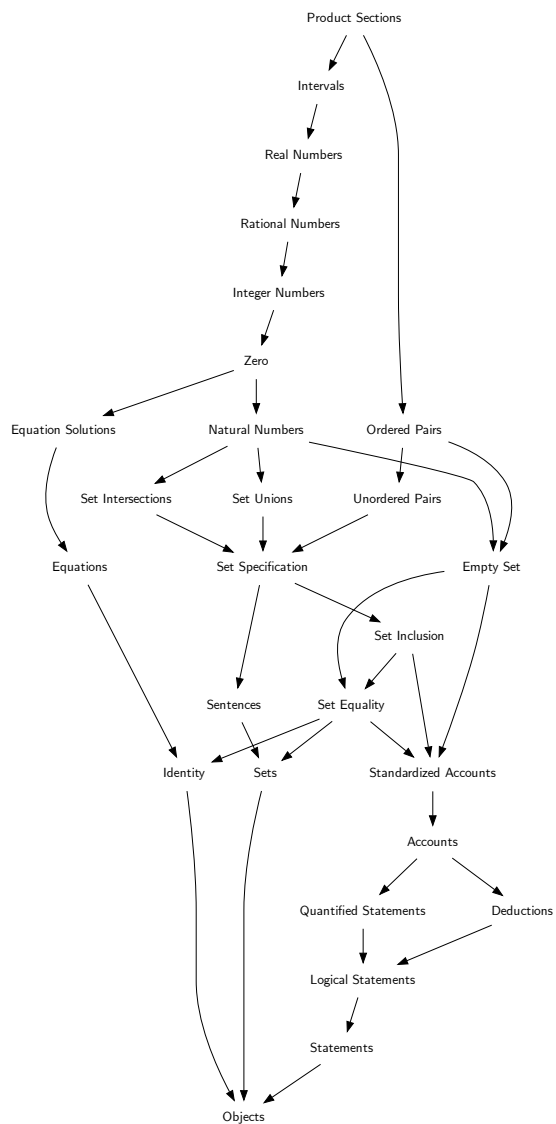 Product Sections
Intervals
Real Numbers
Rational Numbers
Integer Numbers
Zero
Equation Solutions
Natural Numbers
Ordered Pairs
Set Intersections
Set Unions
Unordered Pairs
Equations
Set Specification
Empty Set
Set Inclusion
Sentences
Set Equality
Identity
Sets
Standardized Accounts
Accounts
Quantified Statements
Deductions
Logical Statements
Statements
Objects